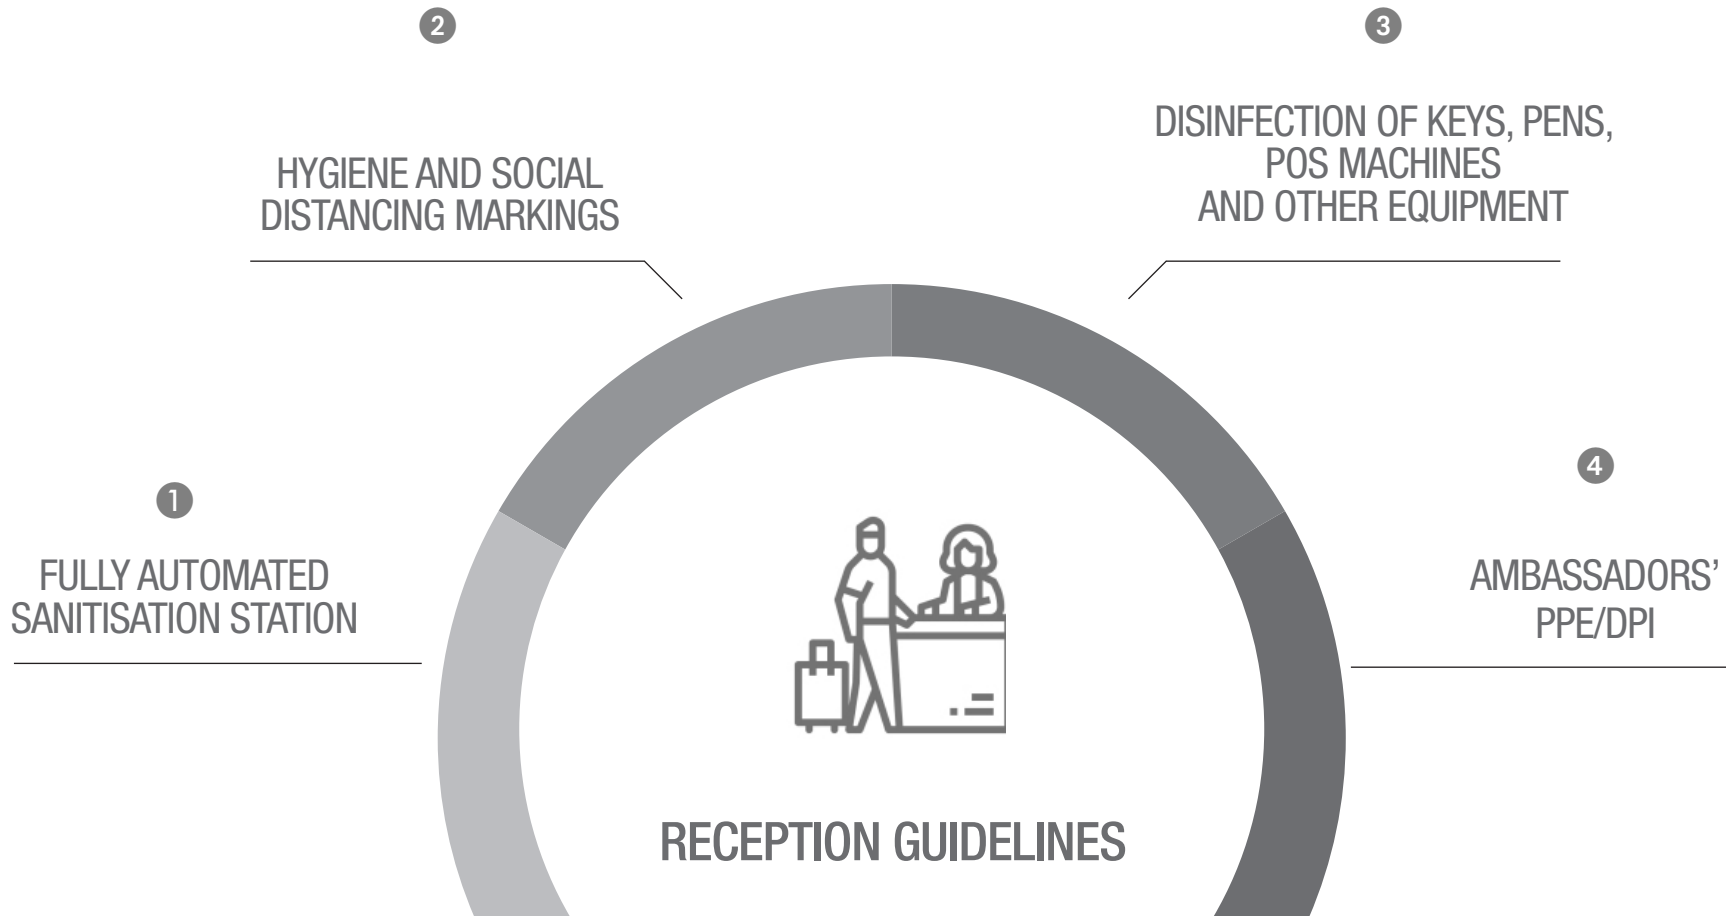 2
HYGIENE AND SOCIAL
DISTANCING MARKINGS
3
DISINFECTION OF KEYS, PENS,
POS MACHINES
AND OTHER EQUIPMENT
1
FULLY AUTOMATED
SANITISATION STATION
4
AMBASSADORS’
PPE/DPI
RECEPTION GUIDELINES